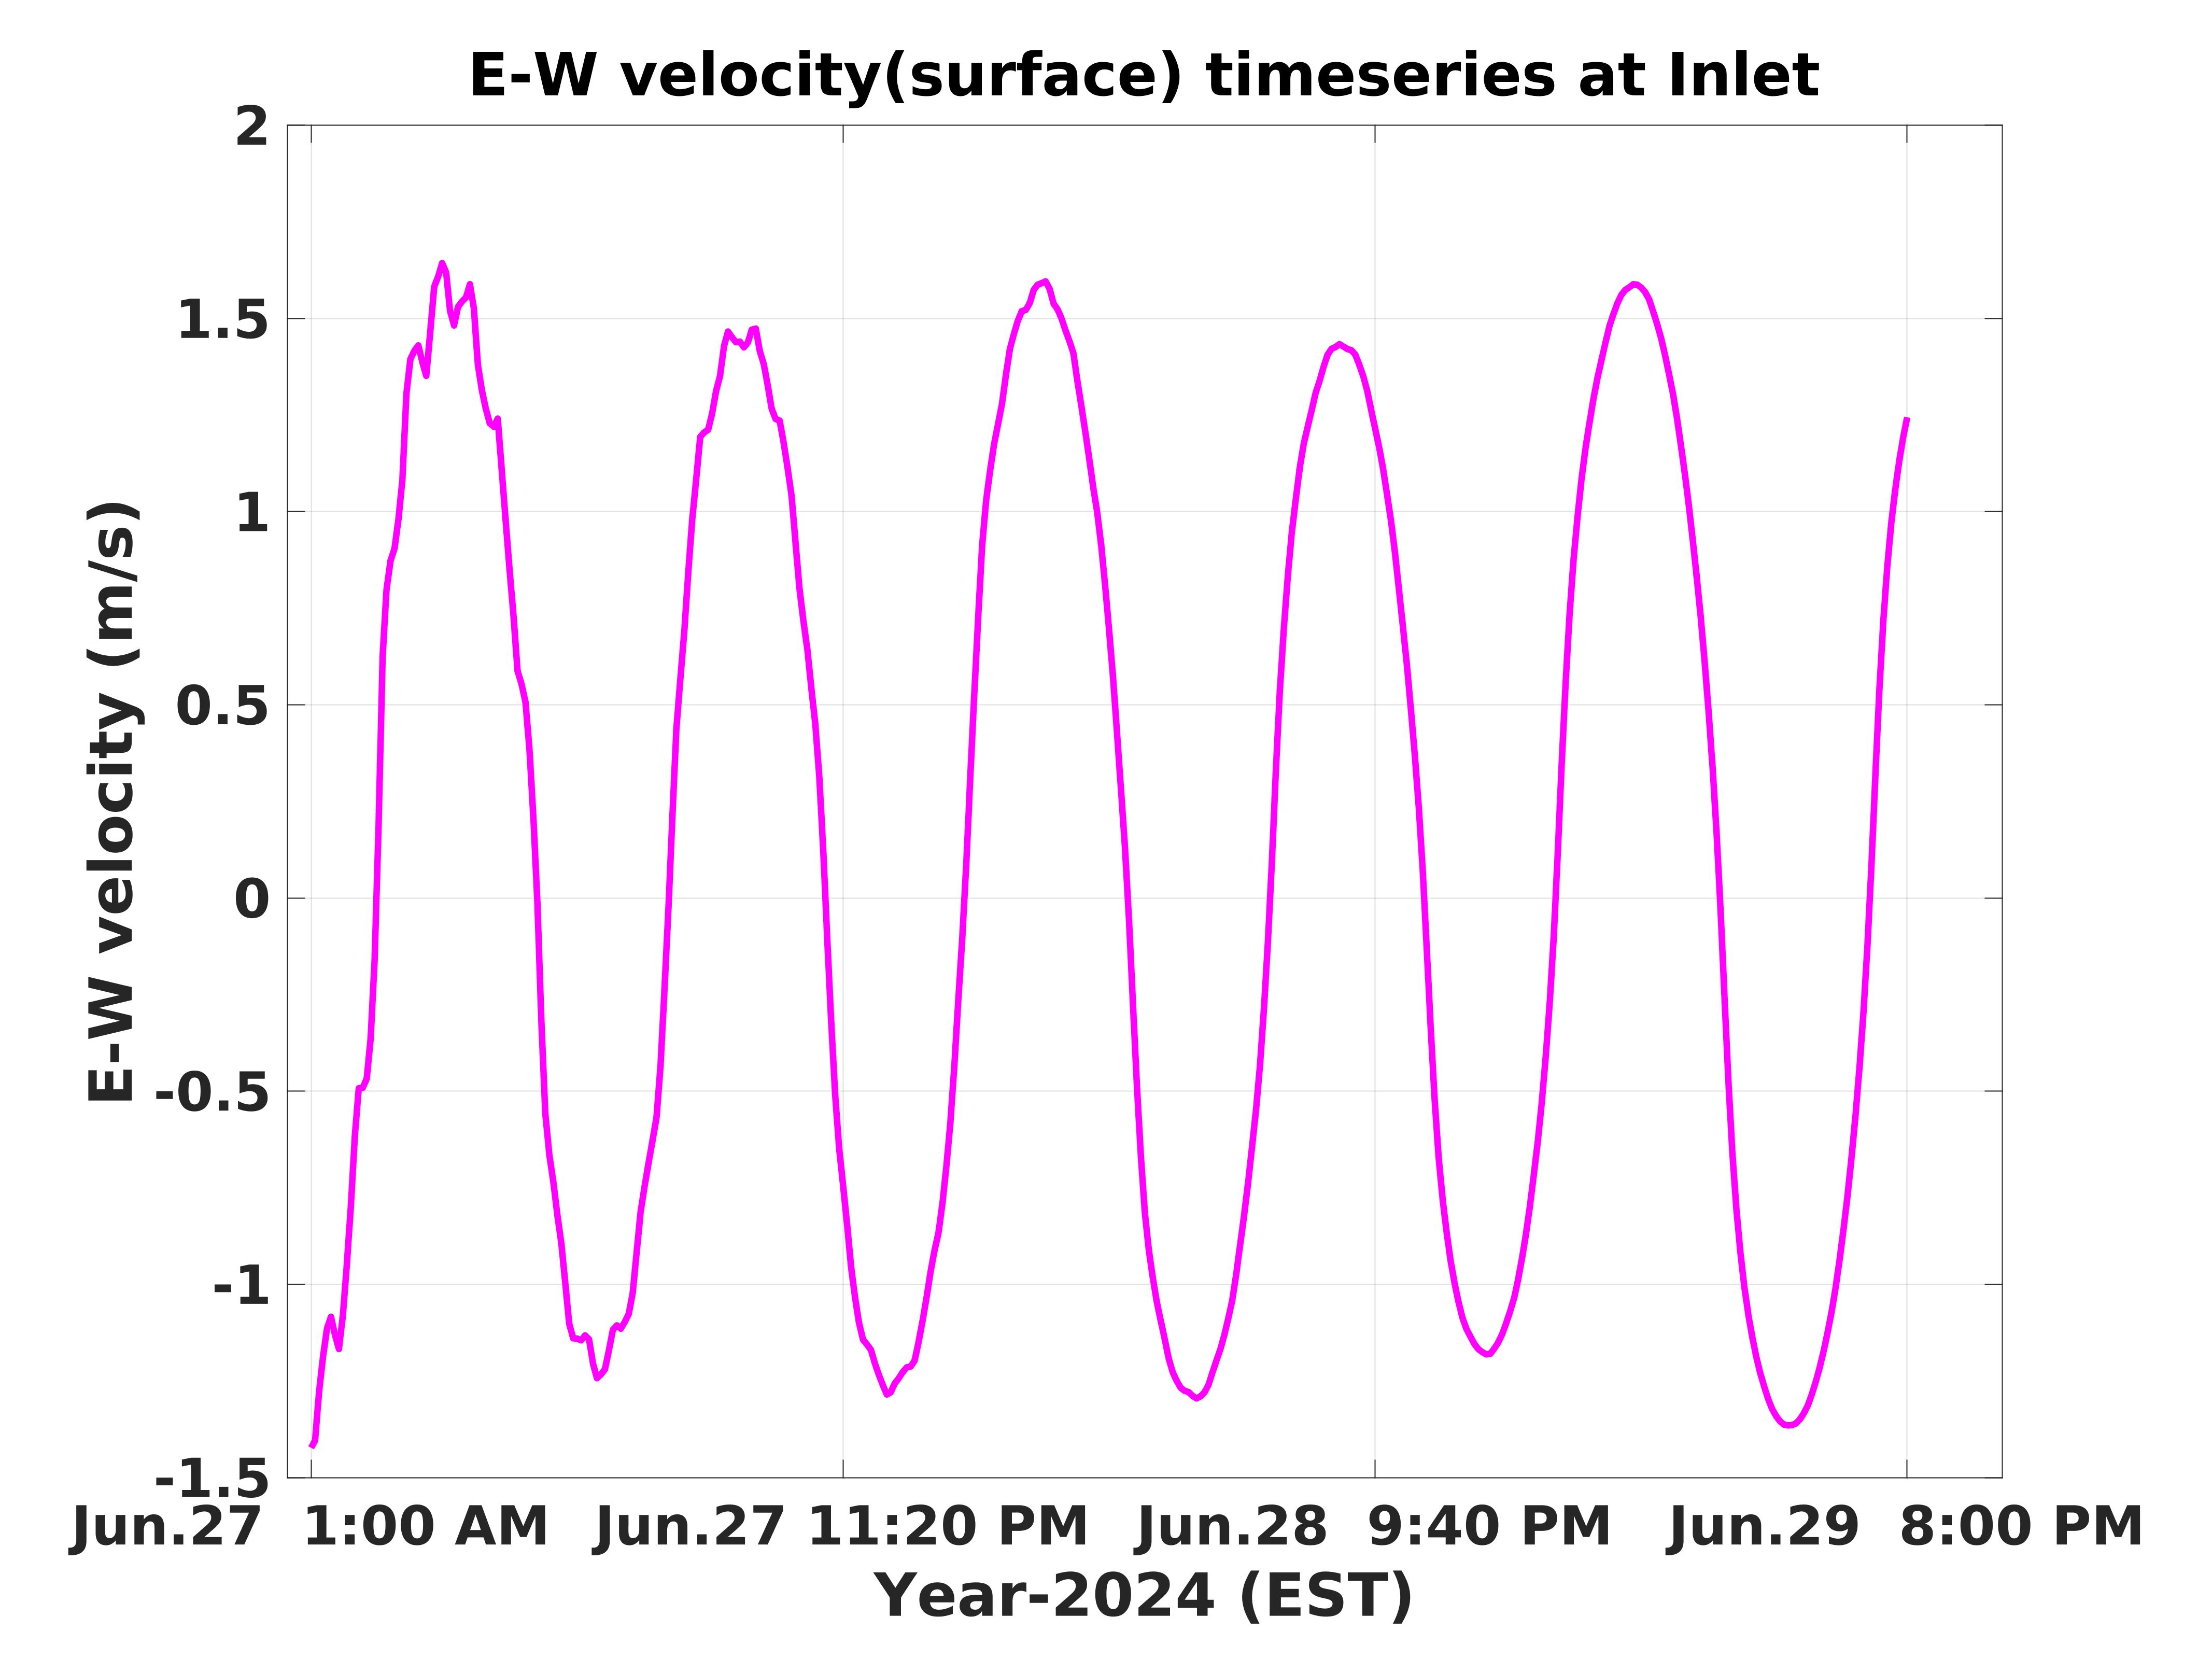 E-W velocity(surface) timeseries at Inlet
2
1.5
1
0.5
0
-0.5
-1
-1.5
E-W velocity (m/s)
Jun.27 1:00 AM Jun.27 11:20 PM Jun.28 9:40 PM Jun.29 8:00 PM
Year-2024 (EST)